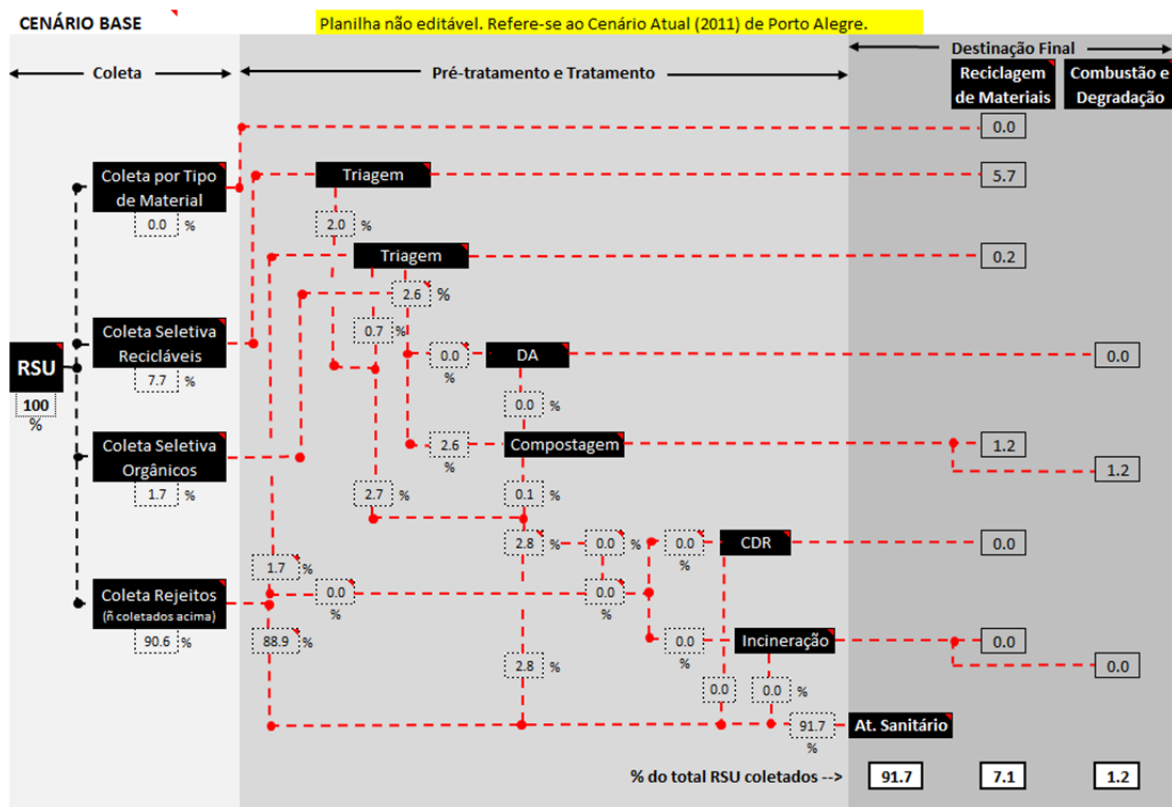 CENÁRIO BASE
Planilha não editável. Refere-se ao Cenário Atual (2011) de Porto Alegre.
Destinação Final
Coleta
Pré-tratamento e Tratamento
Reciclagem
de Materiais
Combustão e
Degradação
0.0
Coleta por Tipo
de Material
0.0 %
Triagem
5.7
2.0 %
Triagem
0.2
2.6 %
0.7 %
Coleta Seletiva
Recicláveis
7.7 %
RSU
100
%
0.0
%
DA
0.0
0.0 %
Coleta Seletiva
Orgânicos
1.7 %
2.6
%
Compostagem
1.2
1.2
2.7 %
0.1 %
2.8 %
0.0 %
0.0
%
CDR
0.0
1.7
%
Coleta Rejeitos
(ñ coletados acima)
90.6 %
0.0
%
0.0
%
88.9 %
0.0
%
Incineração
0.0
0.0
2.8 %
0.0
0.0 %
91.7
%
At. Sanitário
% do total RSU coletados -->
91.7
7.1
1.2